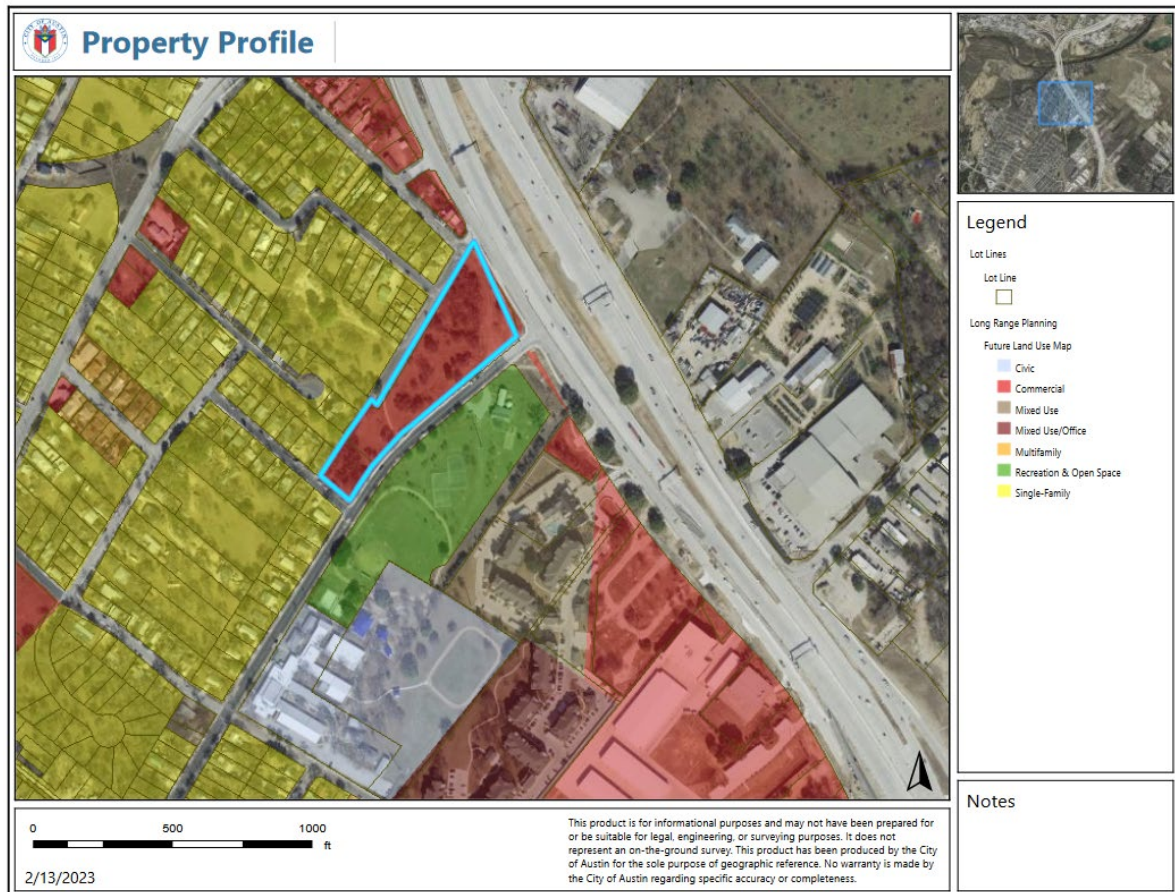 CITY OF AUSTIN
Property Profile
Legend
Lot Lines
Lot Line
Long Range Planning
Future Land Use Map
Civic
Commercial
Mixed Use
Mixed Use/Office
Multifamily
Recreation & Open Space
Single-Family
Notes
0 500 1000
ft
2/13/2023
This product is for informational purposes and may not have been prepared for
or be suitable for legal, engineering, or surveying purposes. It does not
represent an on-the-ground survey. This product has been produced by the City
of Austin for the sole purpose of geographic reference. No warranty is made by
the City of Austin regarding specific accuracy or completeness.